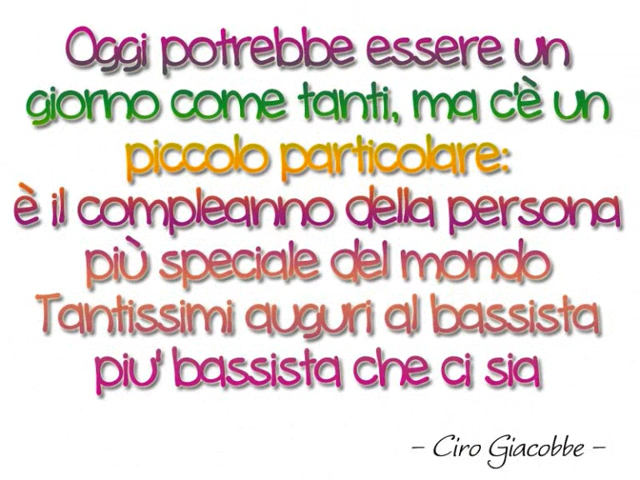 Oggi potrebbe essere un
giorno come tanti, ma c'è un
piccolo particolare:
è il compleanno della persona
più speciale del mondo
Tantissimi auguri al bassista
piu' bassista che ci sia
- Ciro Giacobbe -